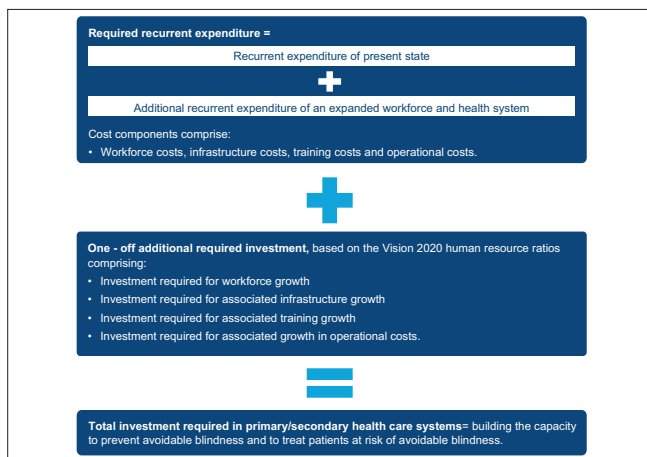 Required recurrent expenditure =
Recurrent expenditure of present state
Additional recurrent expenditure of an expanded workforce and health system
Cost components comprise:
• Workforce costs, infrastructure costs, training costs and operational costs.
One - off additional required investment, based on the Vision 2020 human resource ratios
comprising:
• Investment required for workforce growth
• Investment required for associated infrastructure growth
• Investment required for associated training growth
• Investment required for associated growth in operational costs.
Total investment required in primary/secondary health care systems= building the capacity
to prevent avoidable blindness and to treat patients at risk of avoidable blindness.